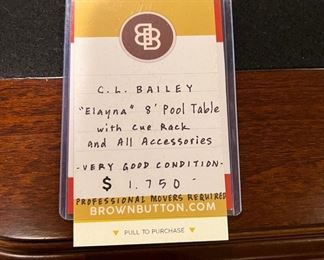 C.L. BAILEY
"Elayna" 8' Pool Table
with Cue Rack
and All Accessories
-VERY GOOD CONDITION-
$ 1,750-
PROFESSIONAL MOVERS REQUIRED
BROWNBUTTON.COM
PULL TO PURCHASE